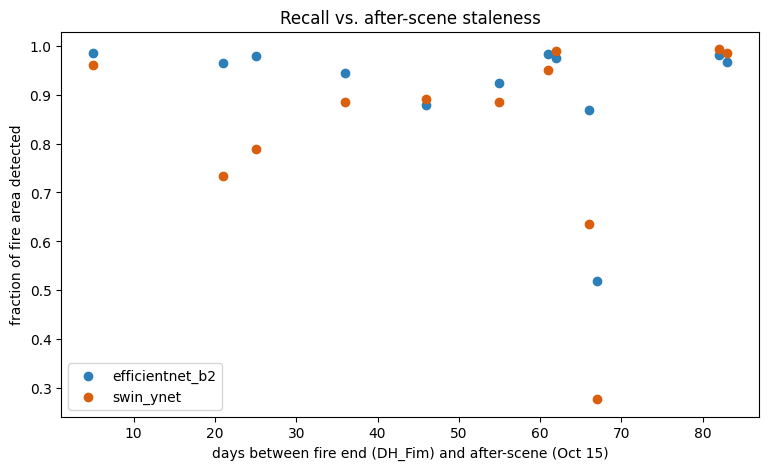 Recall vs. after-scene staleness
fraction of fire area detected
1.0
0.9
0.8
0.7
0.6
0.5
0.4
0.3
efficientnet_b2
swin_ynet
10 20 30 40 50 60 70 80
days between fire end (DH_Fim) and after-scene (Oct 15)